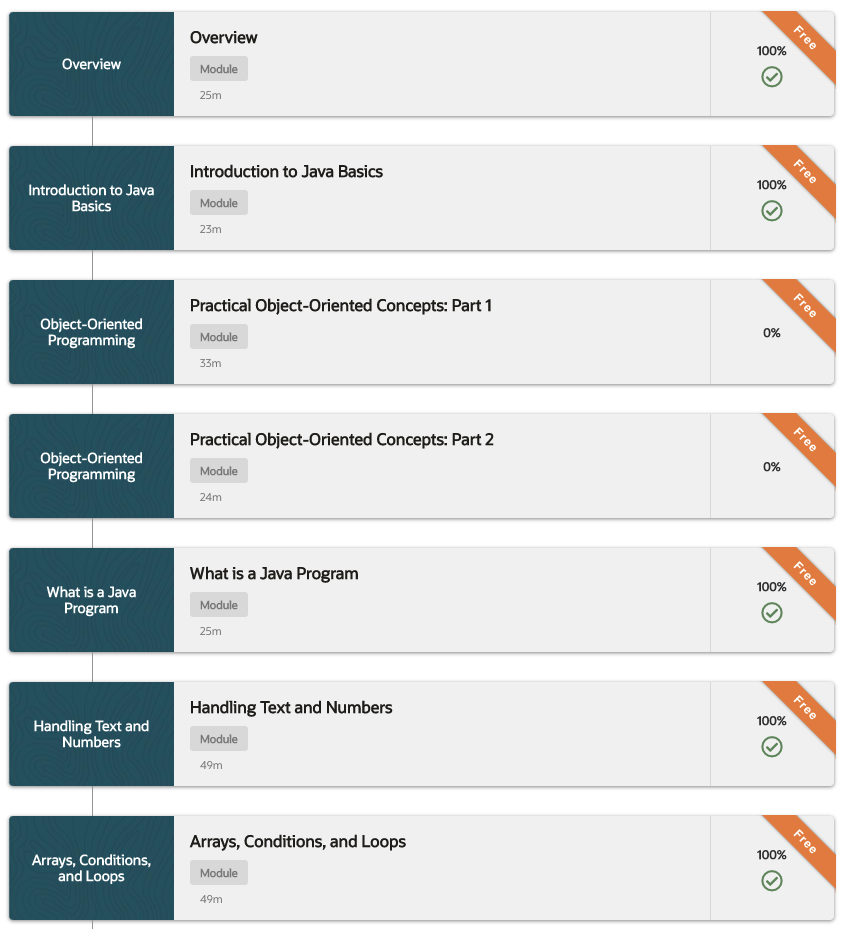 Overview
Overview
Module
25m
100%
Free
Introduction to Java
Basics
Introduction to Java Basics
Module
23m
100%
Free
Object-Oriented
Programming
Practical Object-Oriented Concepts: Part 1
Module
33m
0%
Free
Object-Oriented
Programming
Practical Object-Oriented Concepts: Part 2
Module
24m
0%
Free
What is a Java
Program
What is a Java Program
Module
25m
100%
Free
Handling Text and
Numbers
Handling Text and Numbers
Module
49m
100%
Free
Arrays, Conditions,
and Loops
Arrays, Conditions, and Loops
Module
49m
100%
Free